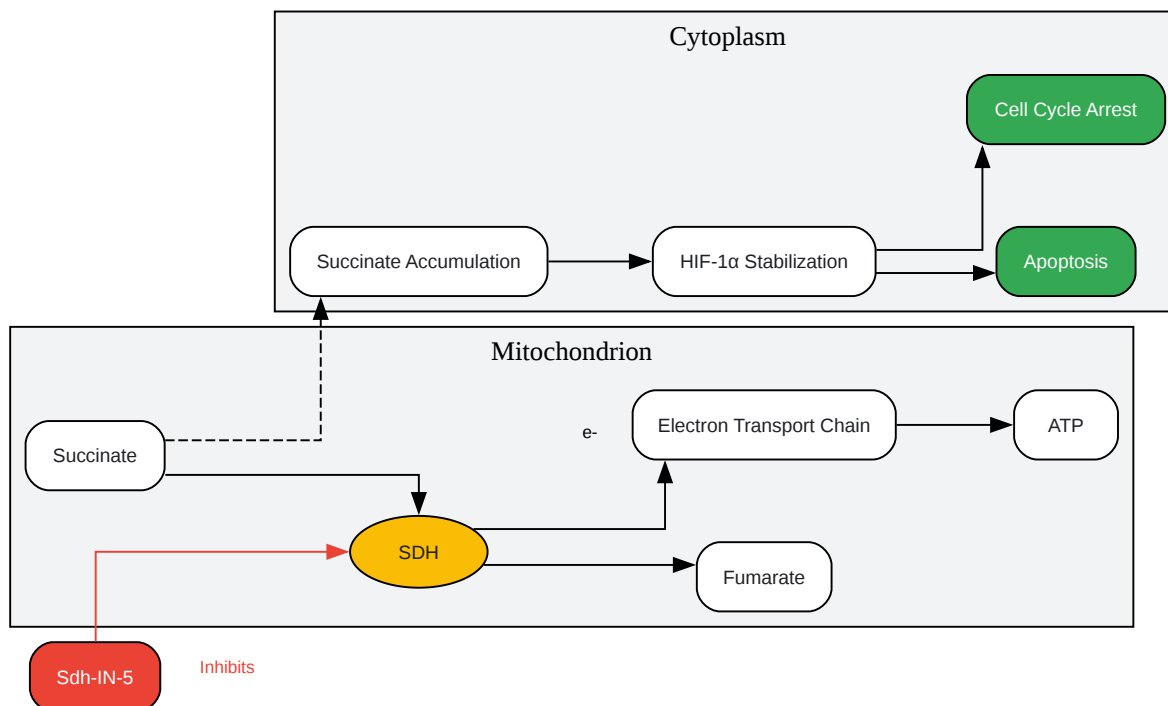 Cytoplasm
Cell Cycle Arrest
Succinate Accumulation
HIF-1α Stabilization
Apoptosis
Mitochondrion
Succinate
e-
Electron Transport Chain
ATP
SDH
Fumarate
Sdh-IN-5
Inhibits